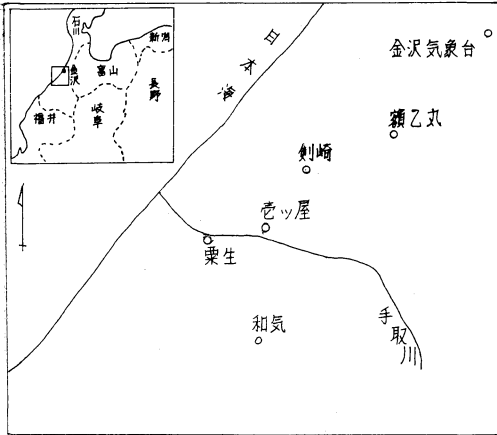 石川
新潟
富山
金沢
長野
岐阜
福井
日本海
金沢気象台
額乙丸
剣崎
壱ッ屋
粟生
和気
手取川